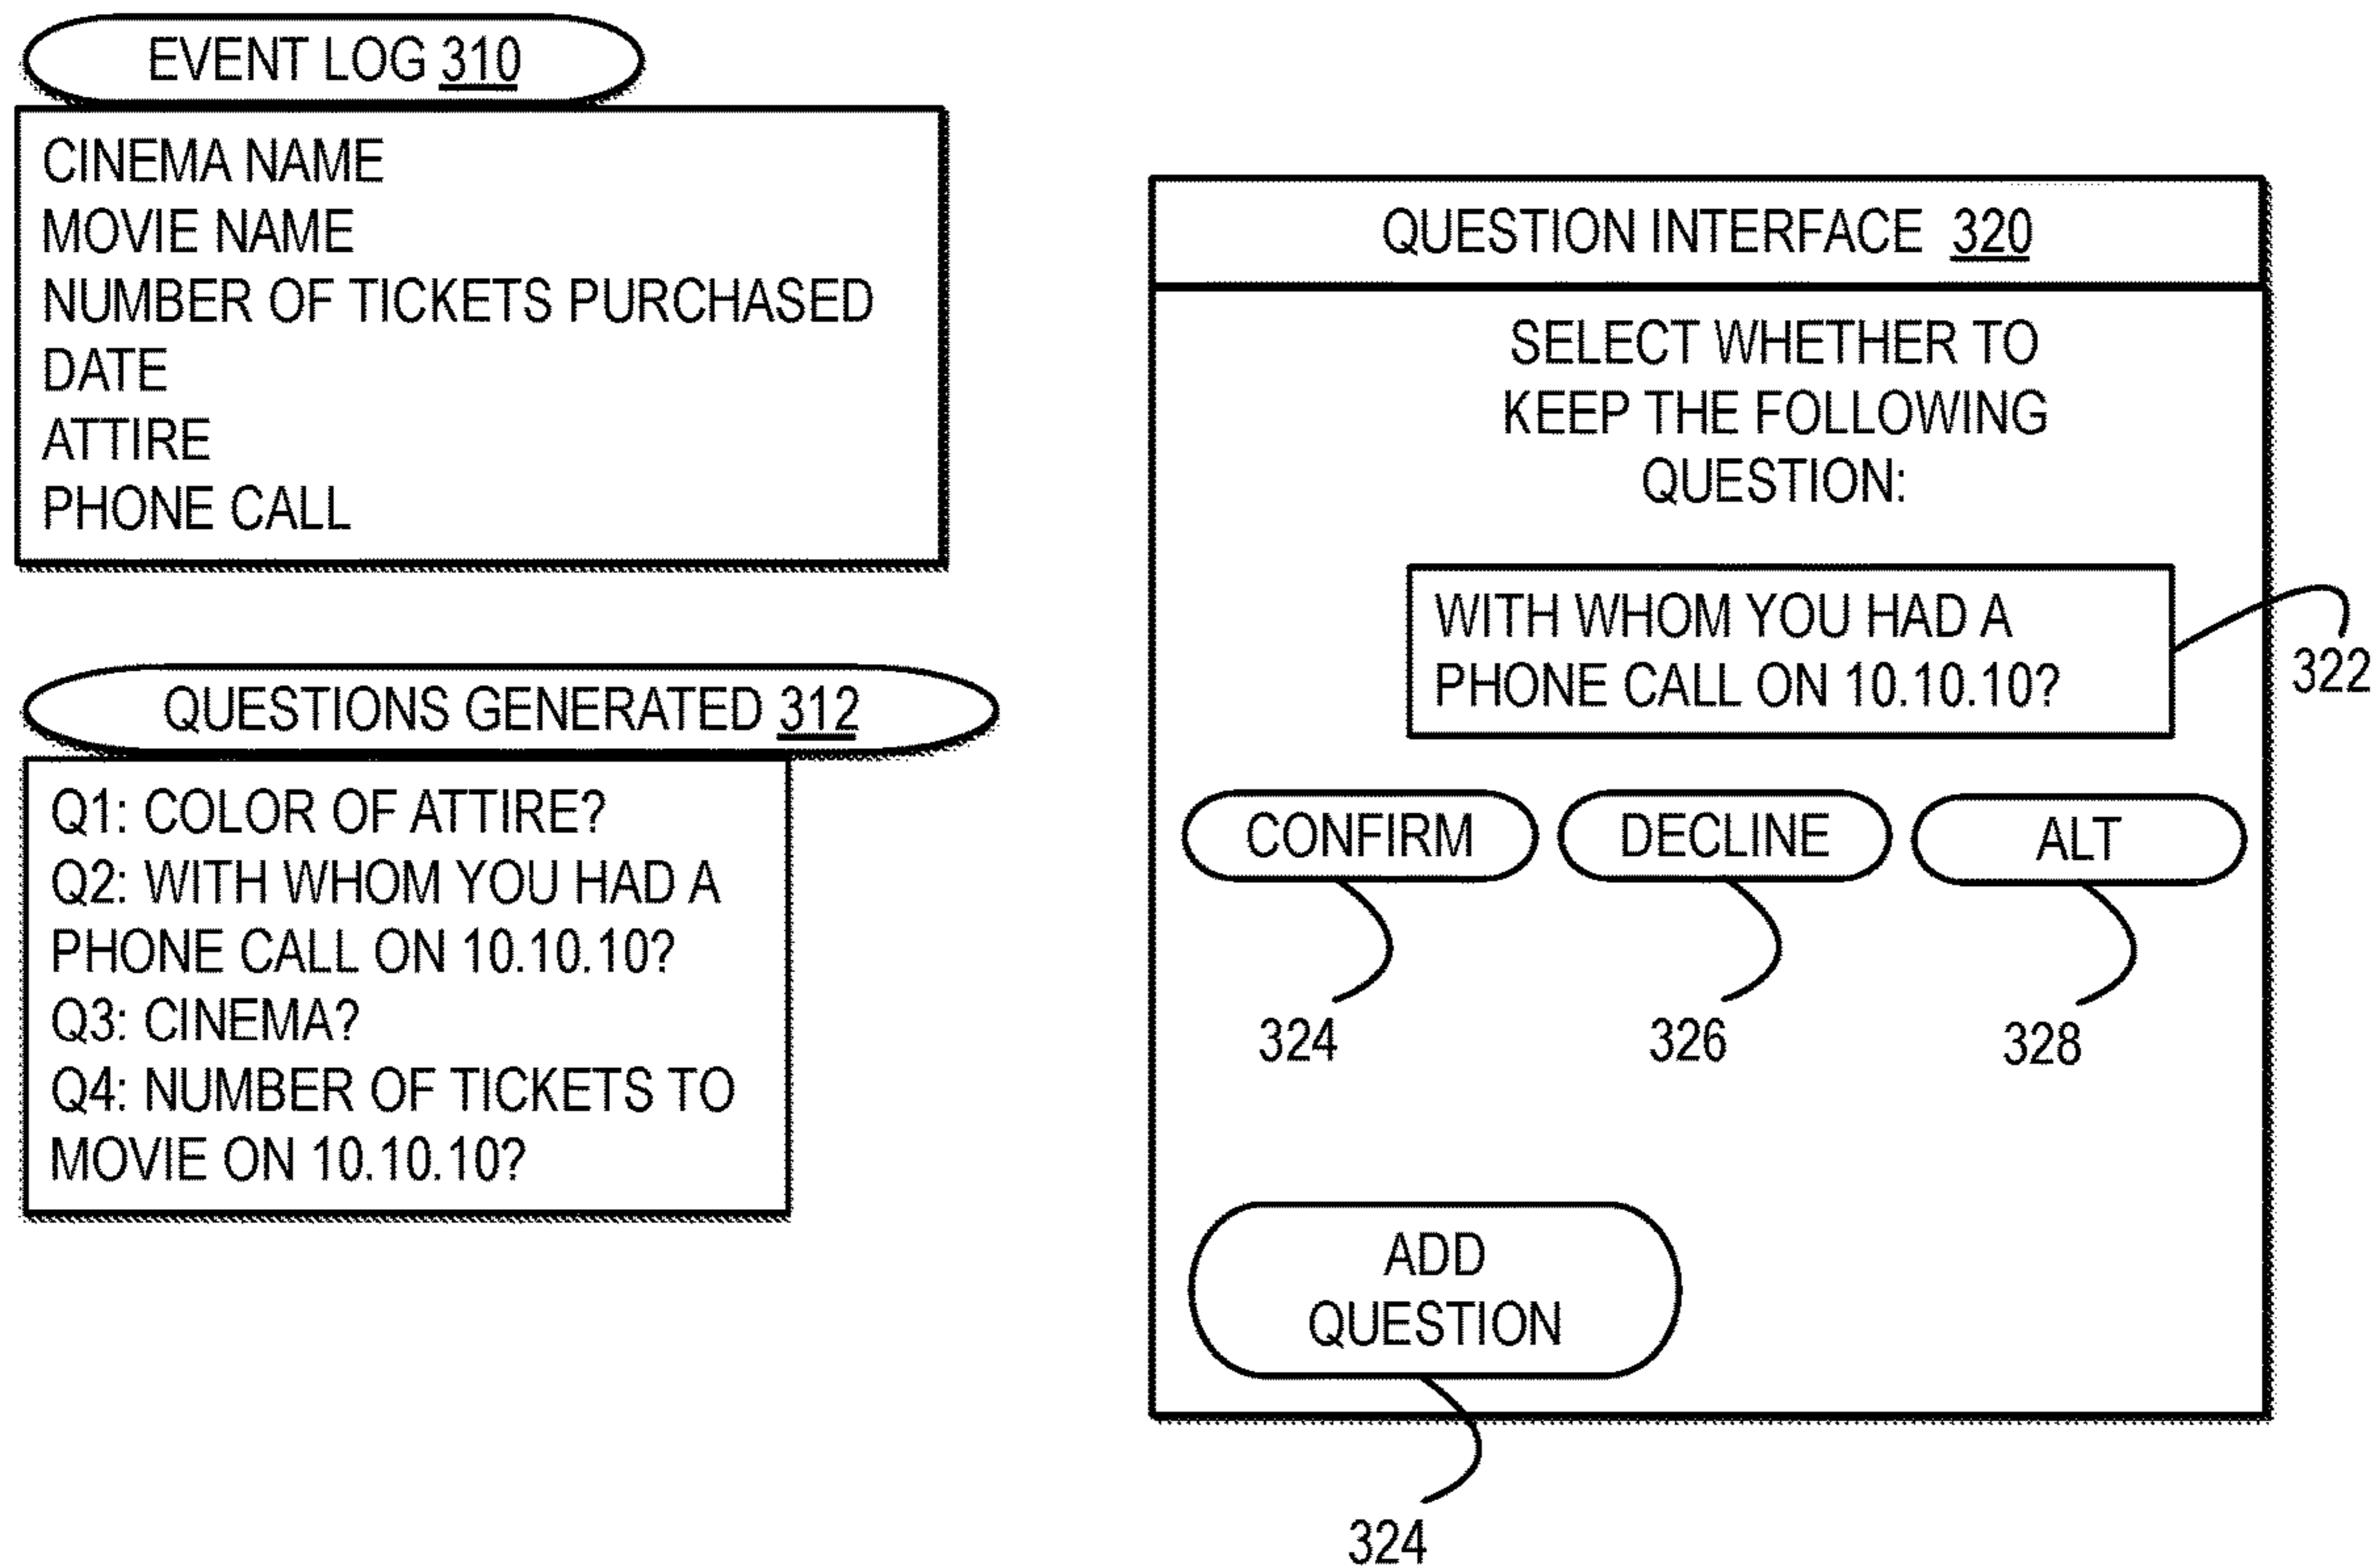 EVENT LOG 310
CINEMA NAME
MOVIE NAME
NUMBER OF TICKETS PURCHASED
DATE
ATTIRE
PHONE CALL
QUESTIONS GENERATED 312
Q1: COLOR OF ATTIRE?
Q2: WITH WHOM YOU HAD A
PHONE CALL ON 10.10.10?
Q3: CINEMA?
Q4: NUMBER OF TICKETS TO
MOVIE ON 10.10.10?
QUESTION INTERFACE 320
SELECT WHETHER TO
KEEP THE FOLLOWING
QUESTION:
WITH WHOM YOU HAD A
PHONE CALL ON 10.10.10?
322
CONFIRM DECLINE ALT
324 326 328
ADD
QUESTION
324